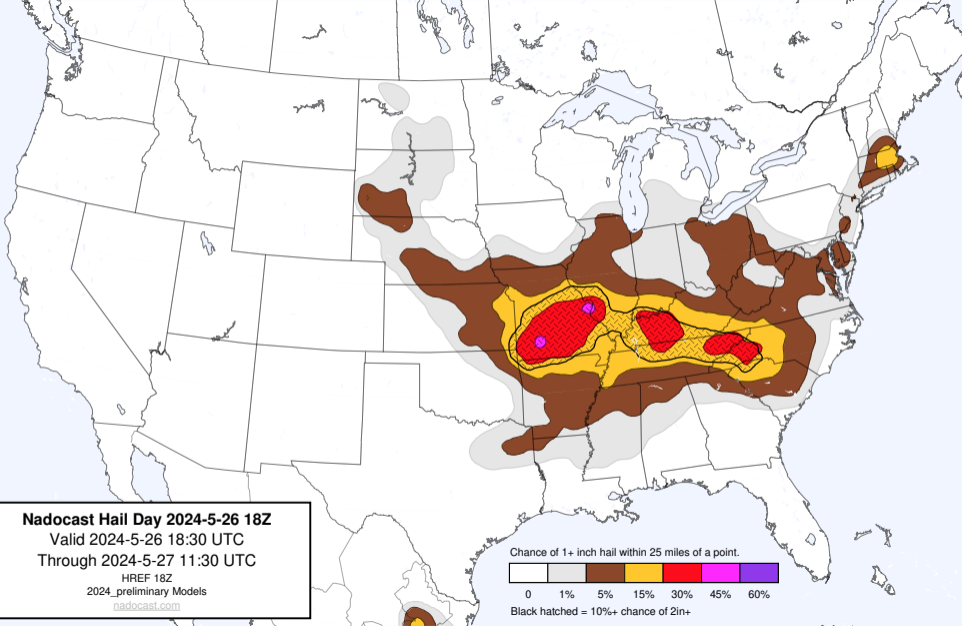 Nadocast Hail Day 2024-5-26 18Z
Valid 2024-5-26 18:30 UTC
Through 2024-5-27 11:30 UTC
HREF 18Z
2024_preliminary Models
nadocast.com
Chance of 1+ inch hail within 25 miles of a point.
0 1% 5% 15% 30% 45% 60%
Black hatched = 10%+ chance of 2in+